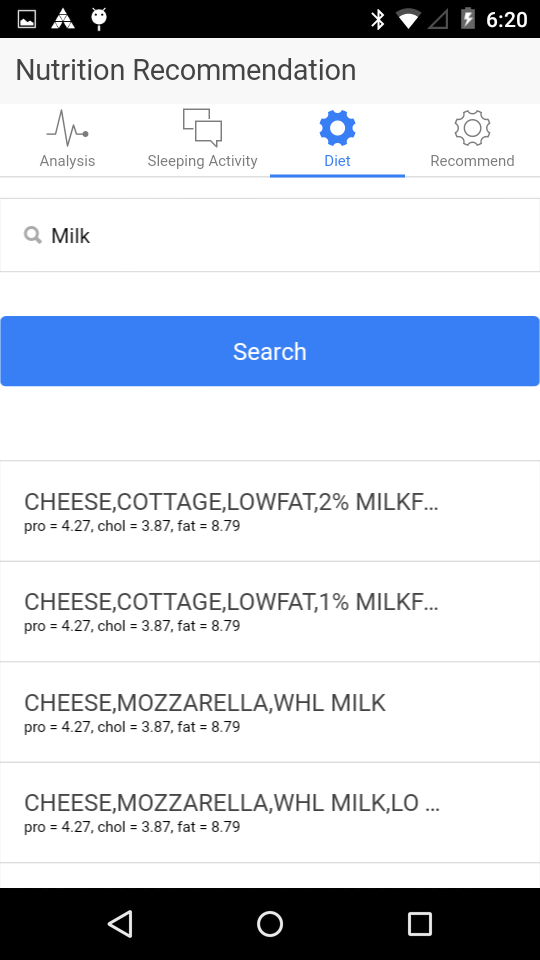 6:20
Nutrition Recommendation
Analysis
Sleeping Activity
Diet
Recommend
Milk
Search
CHEESE,COTTAGE,LOWFAT,2% MILKF...
pro = 4.27, chol = 3.87, fat = 8.79
CHEESE,COTTAGE,LOWFAT,1% MILKF...
pro = 4.27, chol = 3.87, fat = 8.79
CHEESE,MOZZARELLA,WHL MILK
pro = 4.27, chol = 3.87, fat = 8.79
CHEESE,MOZZARELLA,WHL MILK,LO ...
pro = 4.27, chol = 3.87, fat = 8.79